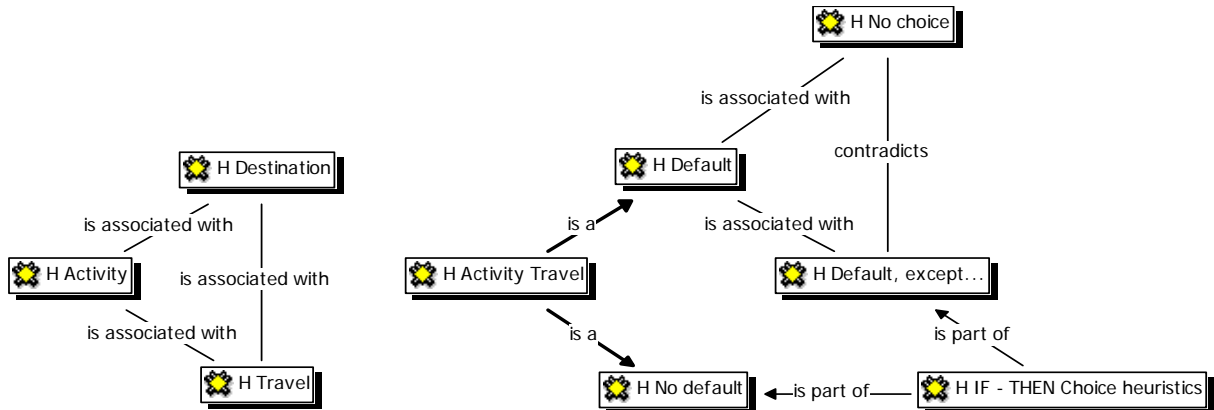 H No choice
is associated with
contradicts
H Destination
H Default
is associated with
is a
is associated with
H Activity
is associated with
H Activity Travel
H Default, except...
is associated with
is a
is part of
H Travel
H No default
is part of
H IF - THEN Choice heuristics